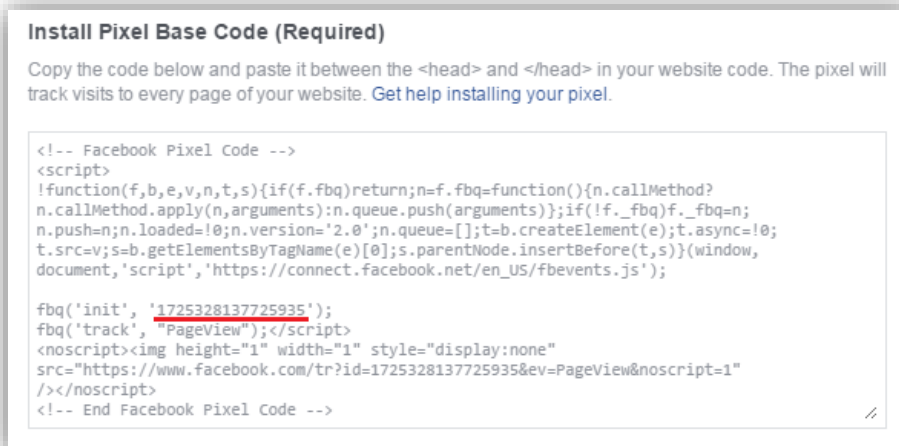 Install Pixel Base Code (Required)
Copy the code below and paste it between the <head> and </head> in your website code. The pixel will
track visits to every page of your website. Get help installing your pixel.
<!-- Facebook Pixel Code -->
<script>
!function(f,b,e,v,n,t,s){if(f.fbq)return;n=f.fbq=function(){n.callMethod?
n.callMethod.apply(n,arguments):n.queue.push(arguments)};if(!f._fbq)f._fbq=n;
n.push=n;n.loaded=!0;n.version='2.0';n.queue=[];t=b.createElement(e);t.async=!0;
t.src=v;s=b.getElementsByTagName(e)[0];s.parentNode.insertBefore(t,s)}(window,
document,'script','https://connect.facebook.net/en_US/fbevents.js');
fbq('init', '1725328137725935');
fbq('track', "PageView");</script>
<noscript><img height="1" width="1" style="display:none"
src="https://www.facebook.com/tr?id=1725328137725935&ev=PageView&noscript=1"
/></noscript>
<!-- End Facebook Pixel Code -->